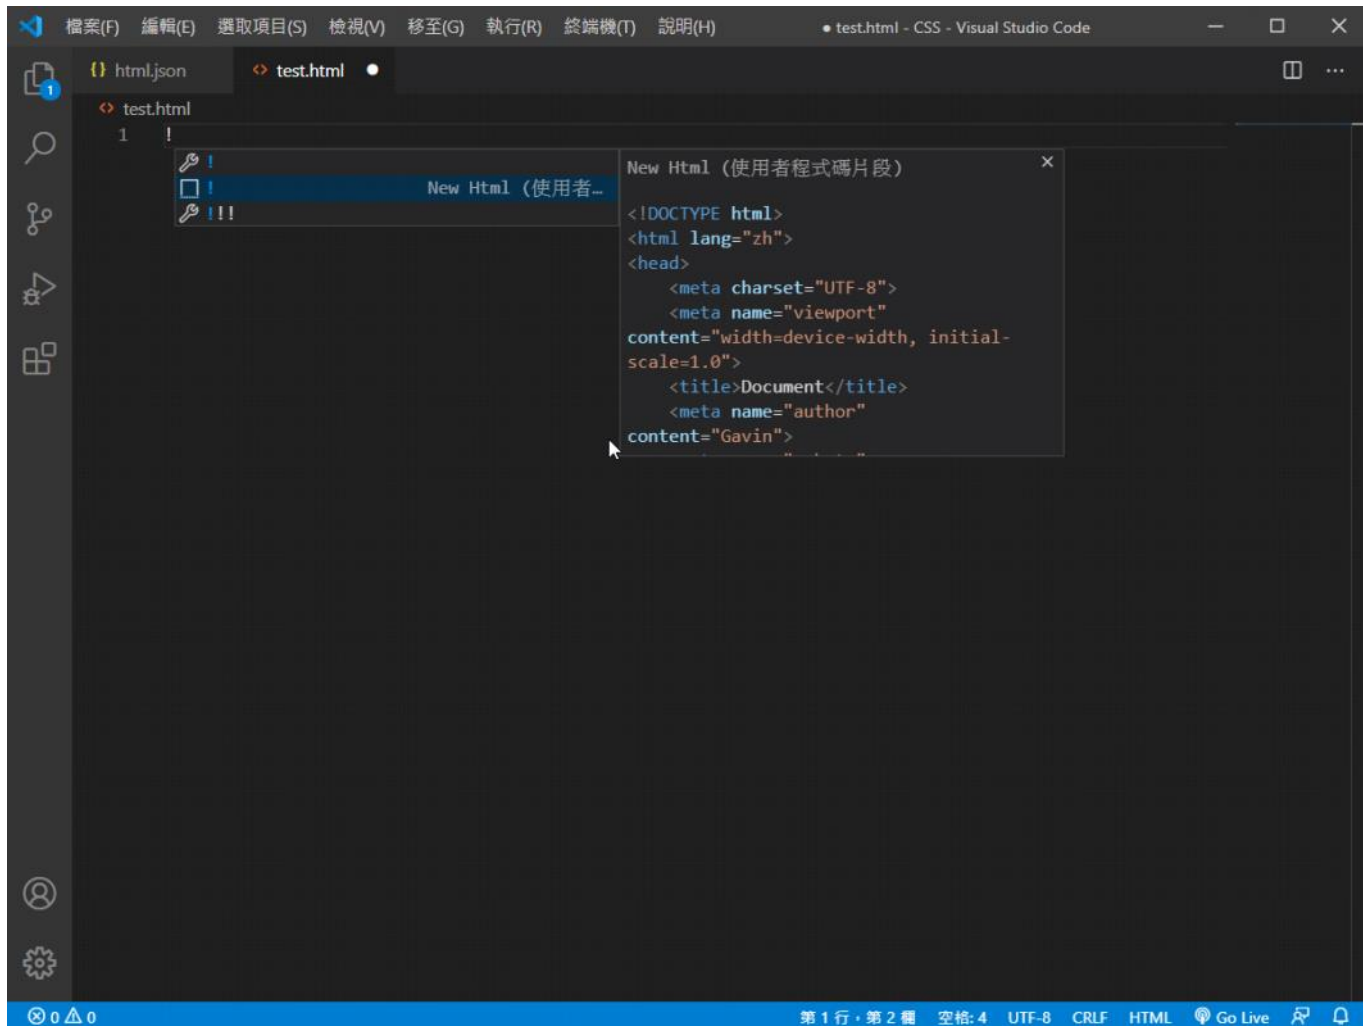 檔案(F) 編輯(E) 選取項目(S) 檢視(V) 移至(G) 執行(R) 終端機(T) 說明(H) ● test.html - CSS - Visual Studio Code
1
{} html.json <> test.html ●
<> test.html
1 !
!
! New Html (使用者…
!!!
New Html (使用者程式碼片段)
<!DOCTYPE html>
<html lang="zh">
<head>
<meta charset="UTF-8">
<meta name="viewport"
content="width=device-width, initial-
scale=1.0">
<title>Document</title>
<meta name="author"
content="Gavin">
0 0 第 1 行，第 2 欄 空格: 4 UTF-8 CRLF HTML Go Live